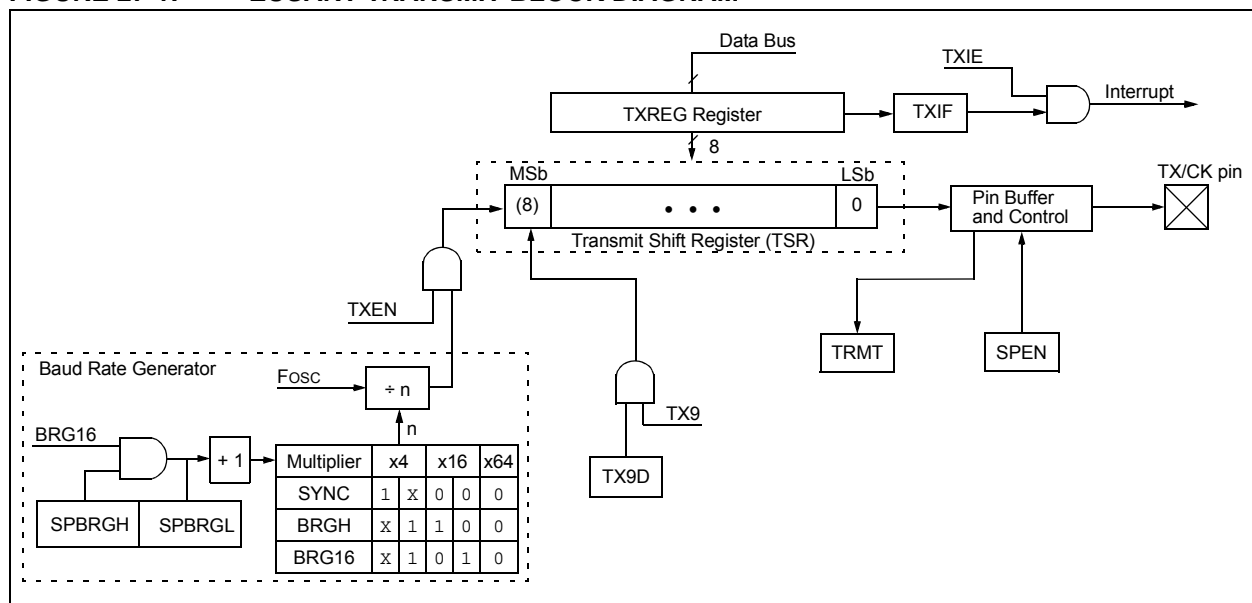 Data Bus
TXIE
Interrupt
TXREG Register
TXIF
8
MSb
LSb
TX/CK pin
(8)
• • •
0
Pin Buffer
and Control
Transmit Shift Register (TSR)
TXEN
TRMT
SPEN
Baud Rate Generator
FOSC
÷ n
TX9
n
BRG16
+ 1
Multiplier x4 x16 x64
TX9D
SYNC 1 X 0 0 0
SPBRGH SPBRGL
BRGH X 1 1 0 0
BRG16 X 1 0 1 0